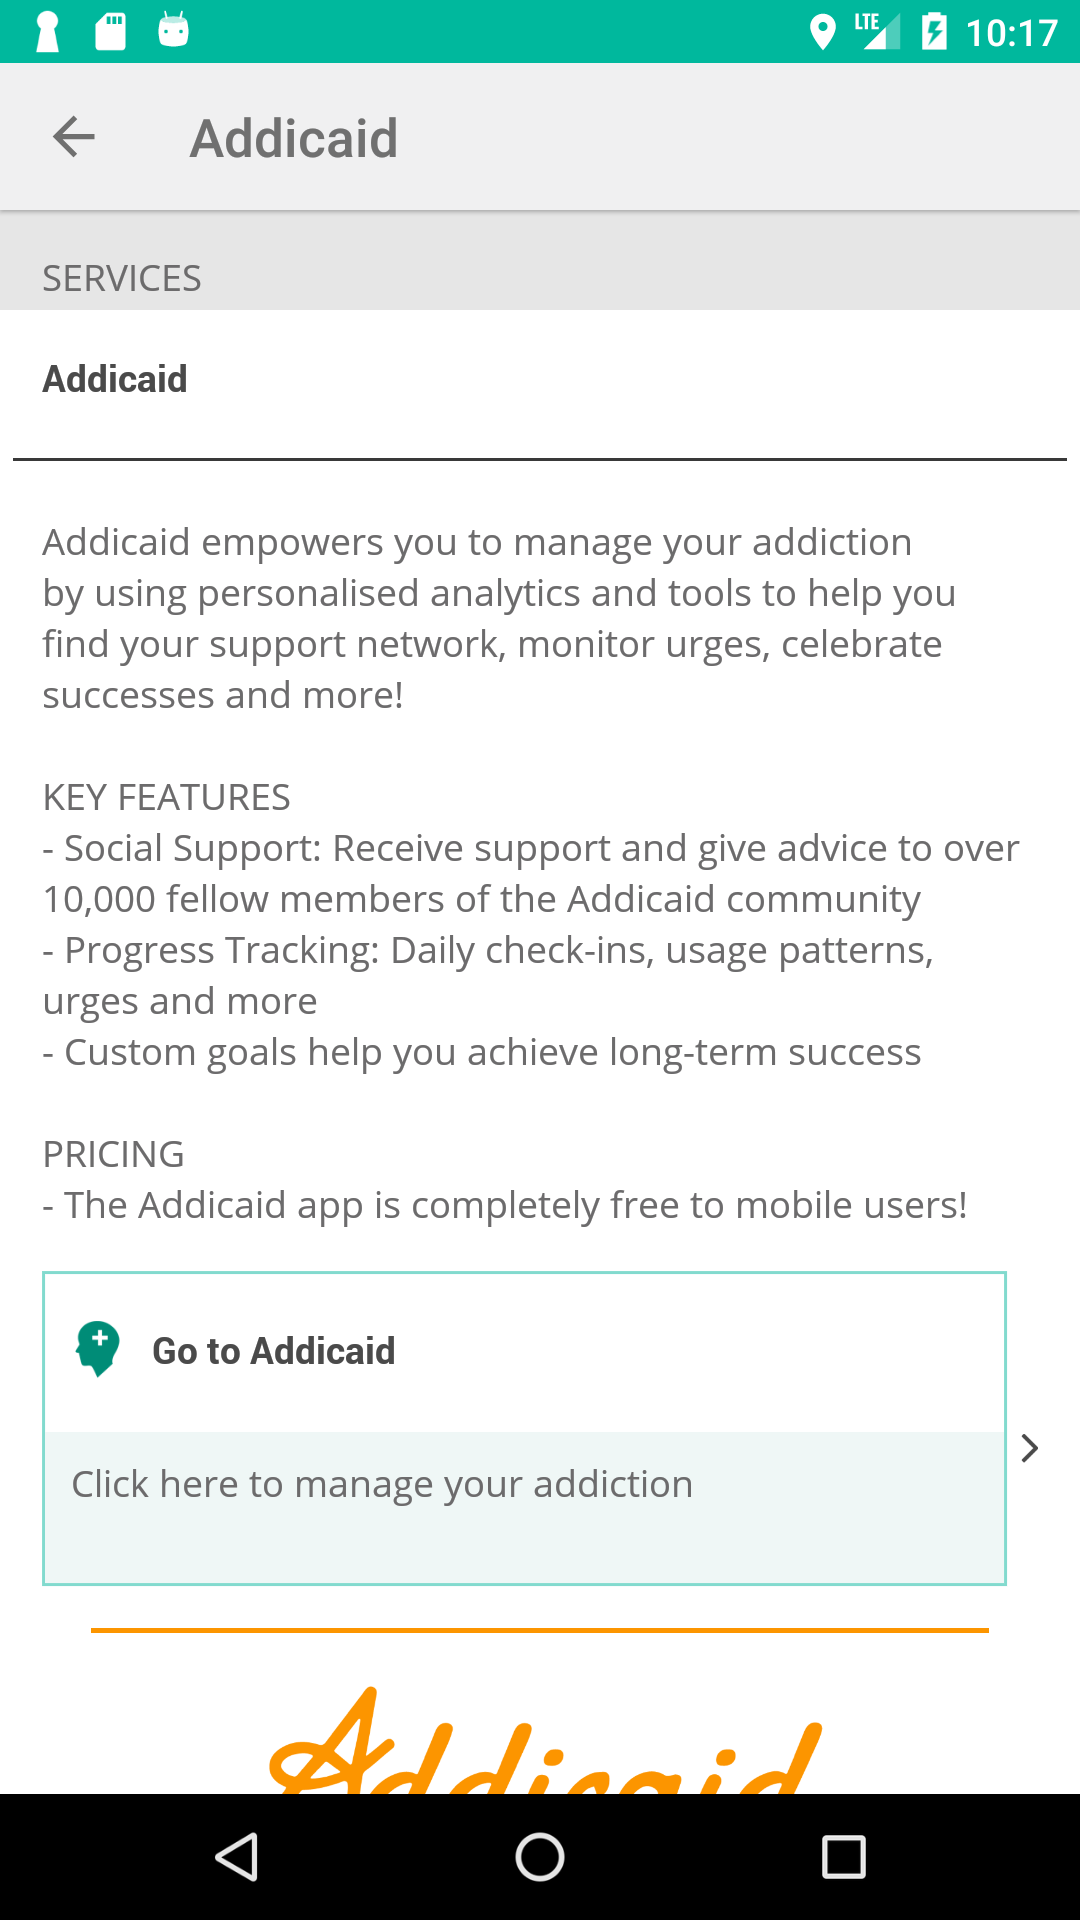 LTE 10:17
Addicaid
SERVICES
Addicaid
Addicaid empowers you to manage your addiction
by using personalised analytics and tools to help you
find your support network, monitor urges, celebrate
successes and more!
KEY FEATURES
- Social Support: Receive support and give advice to over
10,000 fellow members of the Addicaid community
- Progress Tracking: Daily check-ins, usage patterns,
urges and more
- Custom goals help you achieve long-term success
PRICING
- The Addicaid app is completely free to mobile users!
Go to Addicaid
Click here to manage your addiction
Addicaid